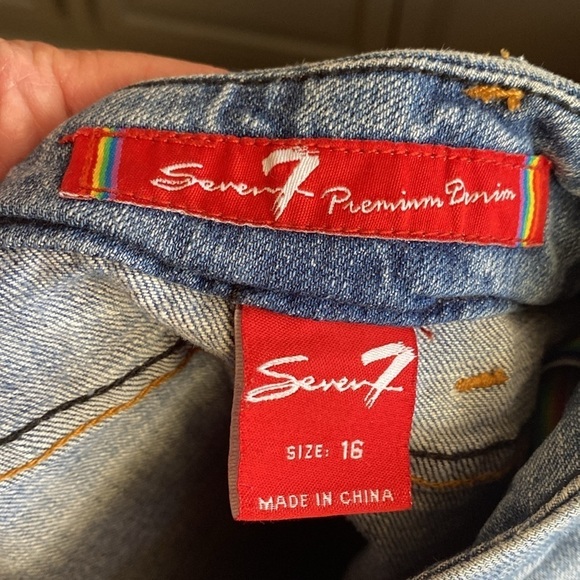 Seven7 Premium Denim
Seven7
SIZE: 16
MADE IN CHINA